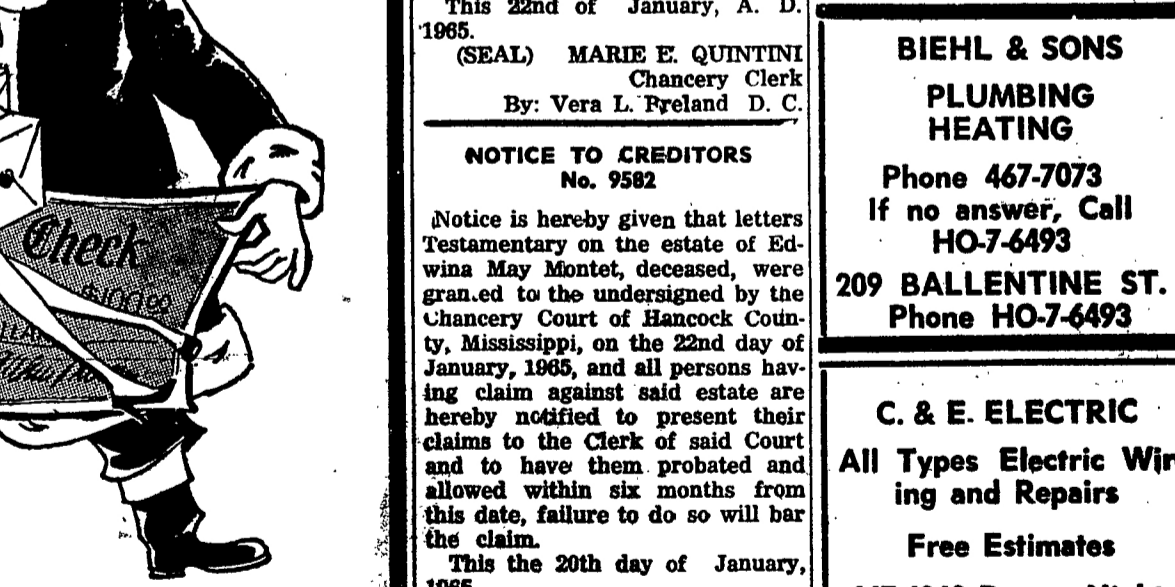 Check
$100.00
This 22nd of January, A. D.
1965.
(SEAL) MARIE E. QUINTINI
Chancery Clerk
By: Vera L. Freland D. C.
NOTICE TO CREDITORS
No. 9582
Notice is hereby given that letters
Testamentary on the estate of Ed-
wina May Montet, deceased, were
granted to the undersigned by the
Chancery Court of Hancock Coun-
ty, Mississippi, on the 22nd day of
January, 1965, and all persons hav-
ing claim against said estate are
hereby notified to present their
claims to the Clerk of said Court
and to have them probated and
allowed within six months from
this date, failure to do so will bar
the claim.
This the 20th day of January,
1965.
BIEHL & SONS
PLUMBING
HEATING
Phone 467-7073
If no answer, Call
HO-7-6493
209 BALLENTINE ST.
Phone HO-7-6493
C. & E. ELECTRIC
All Types Electric Wir
ing and Repairs
Free Estimates